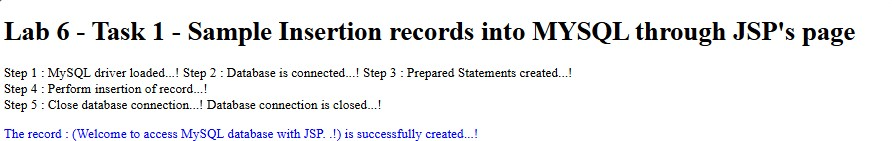 Lab 6 - Task 1 - Sample Insertion records into MYSQL through JSP's page
Step 1 : MySQL driver loaded...! Step 2 : Database is connected...! Step 3 : Prepared Statements created...!
Step 4 : Perform insertion of record...!
Step 5 : Close database connection...! Database connection is closed...!
The record : (Welcome to access MySQL database with JSP. .!) is successfully created...!